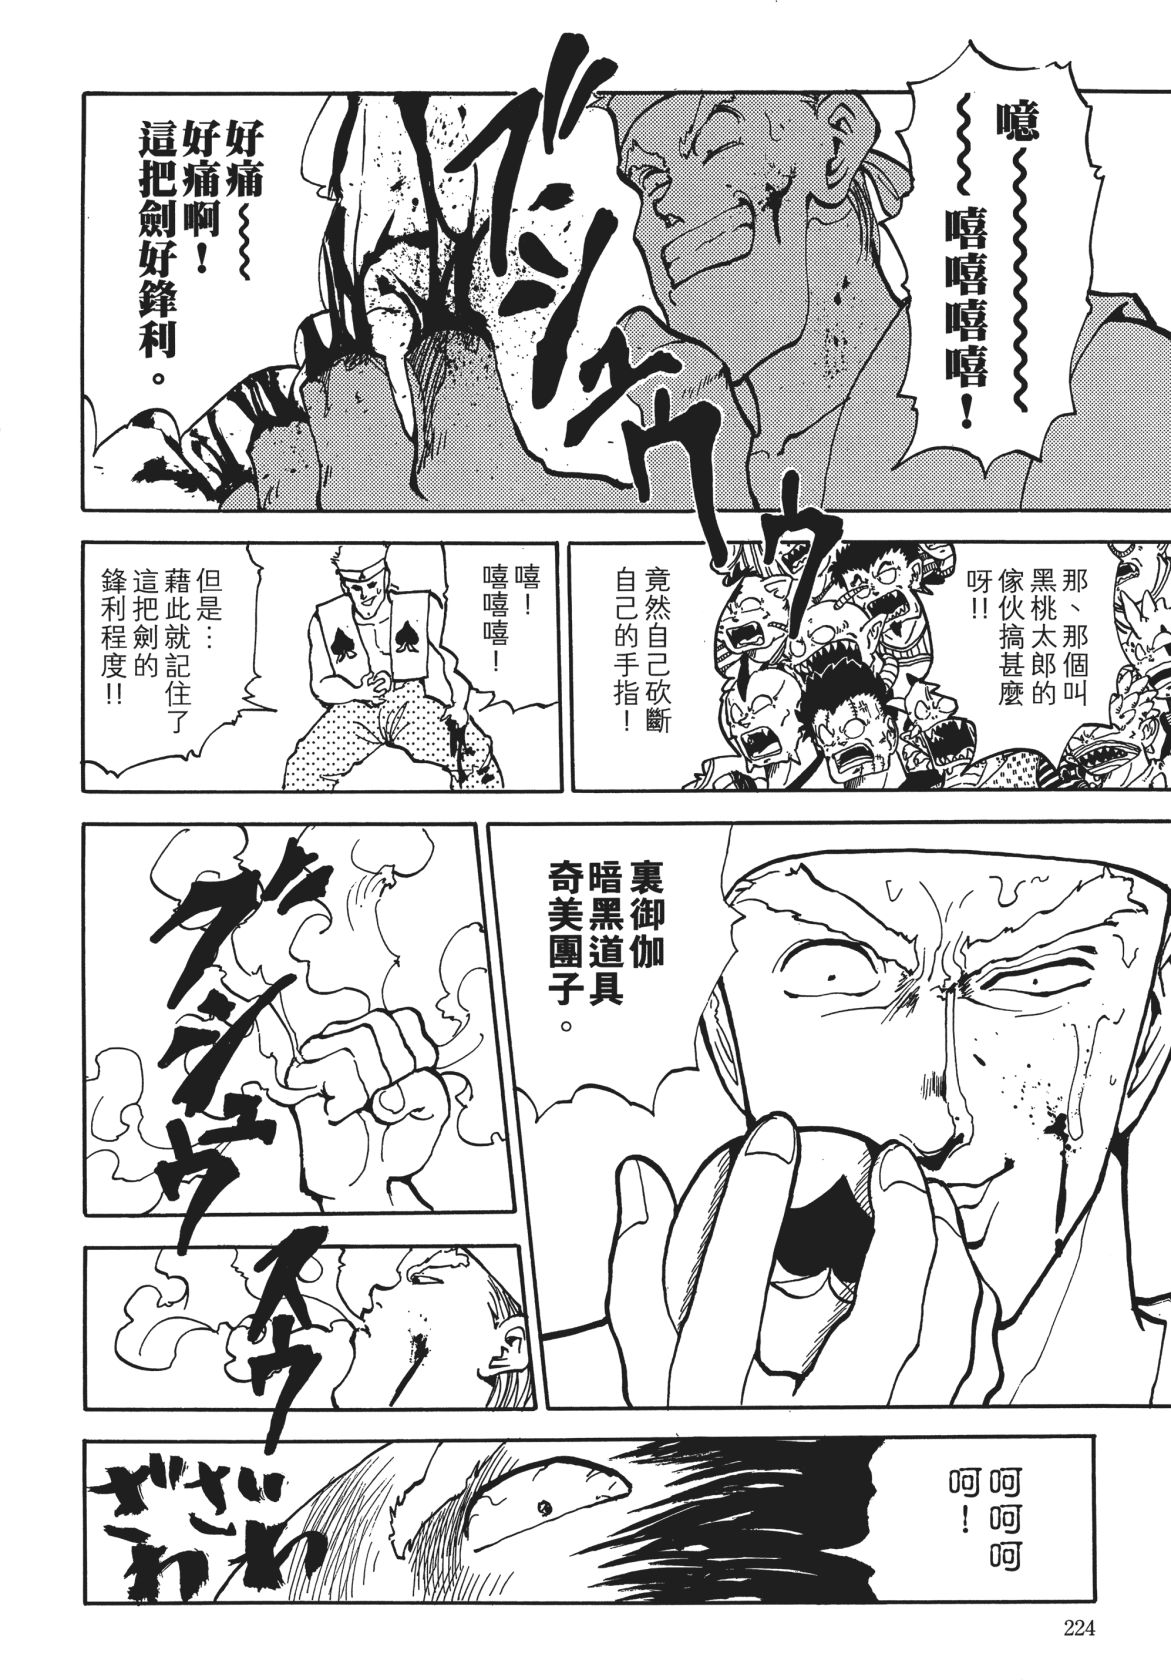 噫～～～～
～～嘻嘻嘻嘻！
ブシュウウ
好痛～～
好痛啊！
這把劍好鋒利。
那、那個叫
黑桃太郎的
傢伙搞甚麼
呀!!
竟然自己砍斷
自己的手指！
嘻！
嘻嘻嘻！
但是…
藉此就記住了
這把劍的
鋒利程度!!
裏御伽
暗黑道具
奇美團子。
グシュウ
スウ
呵呵呵
呵！
ざわ
ざわ
224